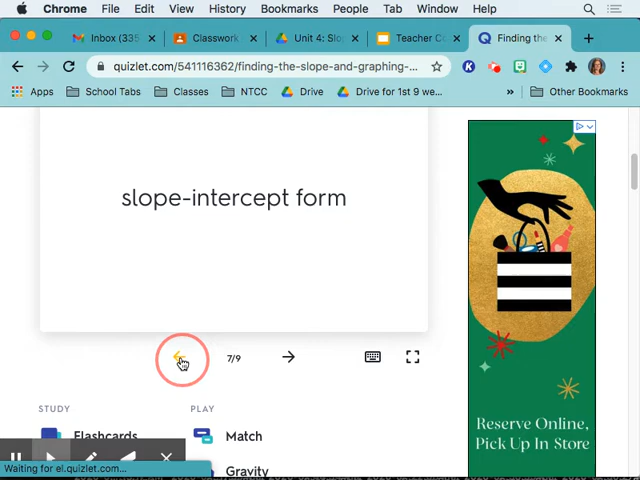 Chrome File Edit View History Bookmarks People Tab Window Help
Inbox (335 Classwork Unit 4: Slo Teacher Co Finding the
quizlet.com/541116362/finding-the-slope-and-graphing-...
Apps School Tabs Classes NTCC Drive Drive for 1st 9 we... » Other Bookmarks
slope-intercept form
7/9
STUDY PLAY
Flashcards Match
Gravity
Waiting for el.quizlet.com...
Reserve Online,
Pick Up In Store